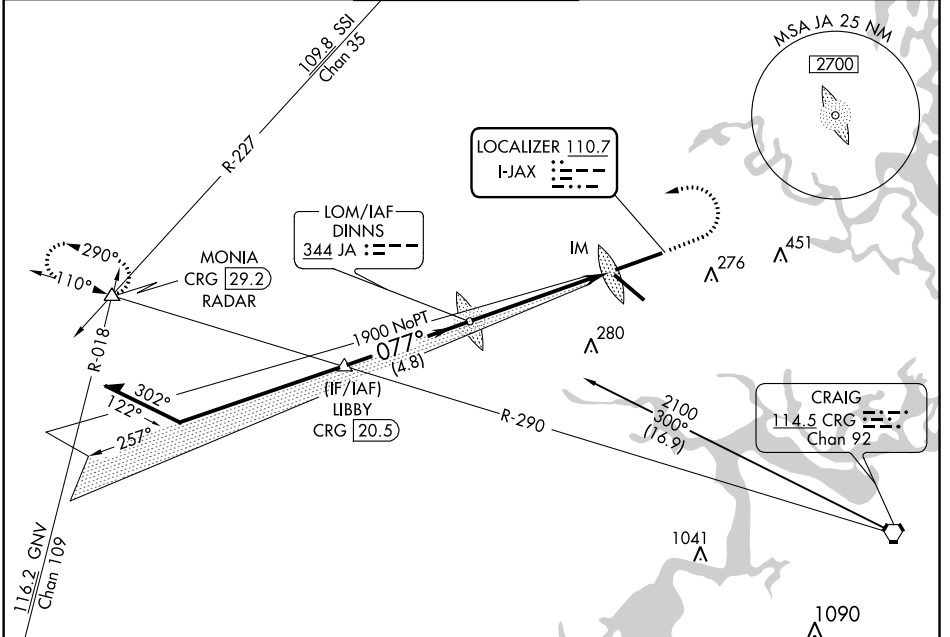 109.8 SSI
Chan 35
MSA JA 25 NM
2700
R-227
LOCALIZER 110.7
I-JAX
LOM/IAF
DINNS
344 JA
IM
451
276
290°
110°
MONIA
CRG 29.2
RADAR
280
1900 NoPT
077°
(4.8)
R-018
(IF/IAF)
LIBBY
CRG 20.5
302°
122°
257°
R-290
2100
300°
(16.9)
CRAIG
114.5 CRG
Chan 92
116.2 GNV
Chan 109
1041
1090